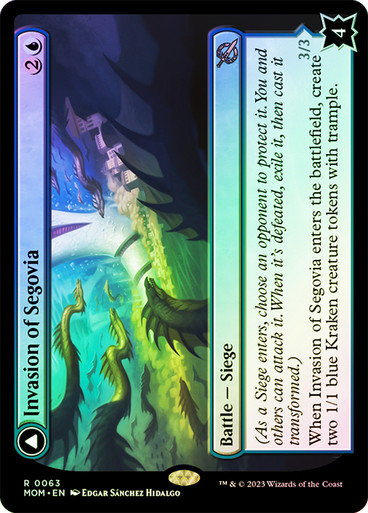 Invasion of Segovia
2
Battle — Siege
(As a Siege enters, choose an opponent to protect it. You and
others can attack it. When it's defeated, exile it, then cast it
transformed.)
When Invasion of Segovia enters the battlefield, create
two 1/1 blue Kraken creature tokens with trample.
3/3
4
R 0063
MOM • EN Edgar Sánchez Hidalgo
™ & © 2023 Wizards of the Coast